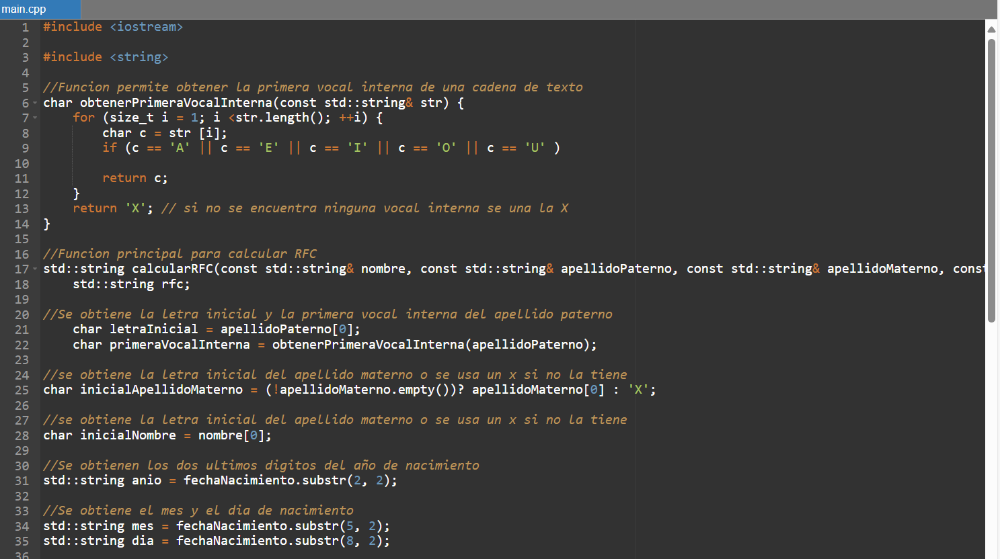 main.cpp
1 #include <iostream>
2
3 #include <string>
4
5 //Funcion permite obtener la primera vocal interna de una cadena de texto
6 char obtenerPrimeraVocalInterna(const std::string& str) {
7 for (size_t i = 1; i <str.length(); ++i) {
8 char c = str [i];
9 if (c == 'A' || c == 'E' || c == 'I' || c == 'O' || c == 'U' )
10
11 return c;
12 }
13 return 'X'; // si no se encuentra ninguna vocal interna se una la X
14 }
15
16 //Funcion principal para calcular RFC
17 std::string calcularRFC(const std::string& nombre, const std::string& apellidoPaterno, const std::string& apellidoMaterno, const
18 std::string rfc;
19
20 //Se obtiene la letra inicial y la primera vocal interna del apellido paterno
21 char letraInicial = apellidoPaterno[0];
22 char primeraVocalInterna = obtenerPrimeraVocalInterna(apellidoPaterno);
23
24 //se obtiene la letra inicial del apellido materno o se usa un x si no la tiene
25 char inicialApellidoMaterno = (!apellidoMaterno.empty())? apellidoMaterno[0] : 'X';
26
27 //se obtiene la letra inicial del apellido materno o se usa un x si no la tiene
28 char inicialNombre = nombre[0];
29
30 //Se obtienen los dos ultimos digitos del año de nacimiento
31 std::string anio = fechaNacimiento.substr(2, 2);
32
33 //Se obtiene el mes y el dia de nacimiento
34 std::string mes = fechaNacimiento.substr(5, 2);
35 std::string dia = fechaNacimiento.substr(8, 2);
36